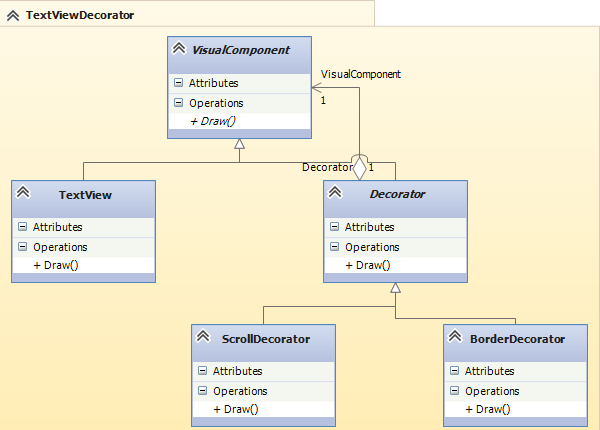 TextViewDecorator
VisualComponent
Attributes
Operations
+ Draw()
VisualComponent
1
Decorator
1
TextView
Attributes
Operations
+ Draw()
Decorator
Attributes
Operations
+ Draw()
ScrollDecorator
Attributes
Operations
+ Draw()
BorderDecorator
Attributes
Operations
+ Draw()